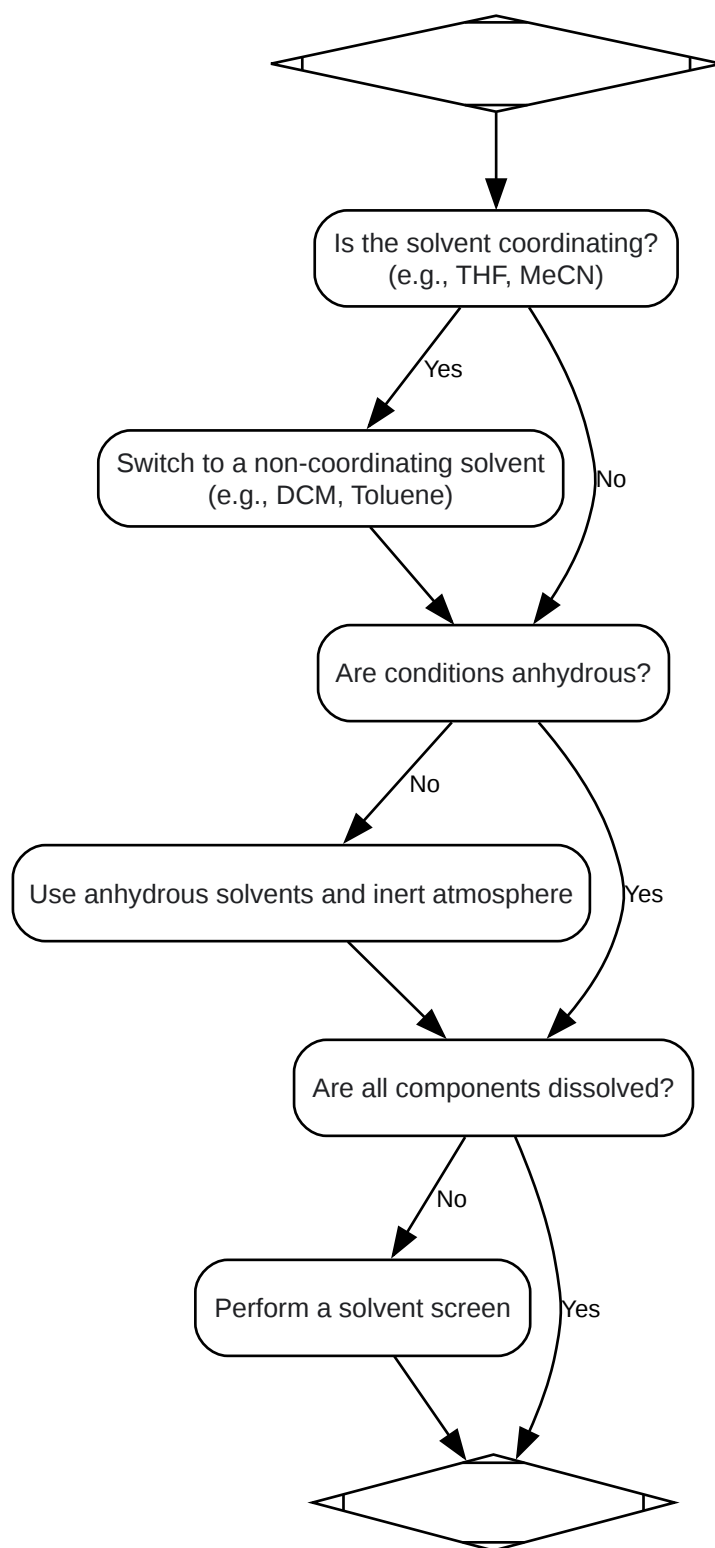 Is the solvent coordinating?
(e.g., THF, MeCN)
Yes
Switch to a non-coordinating solvent
(e.g., DCM, Toluene)
No
Are conditions anhydrous?
No
Use anhydrous solvents and inert atmosphere
Yes
Are all components dissolved?
No
Perform a solvent screen
Yes